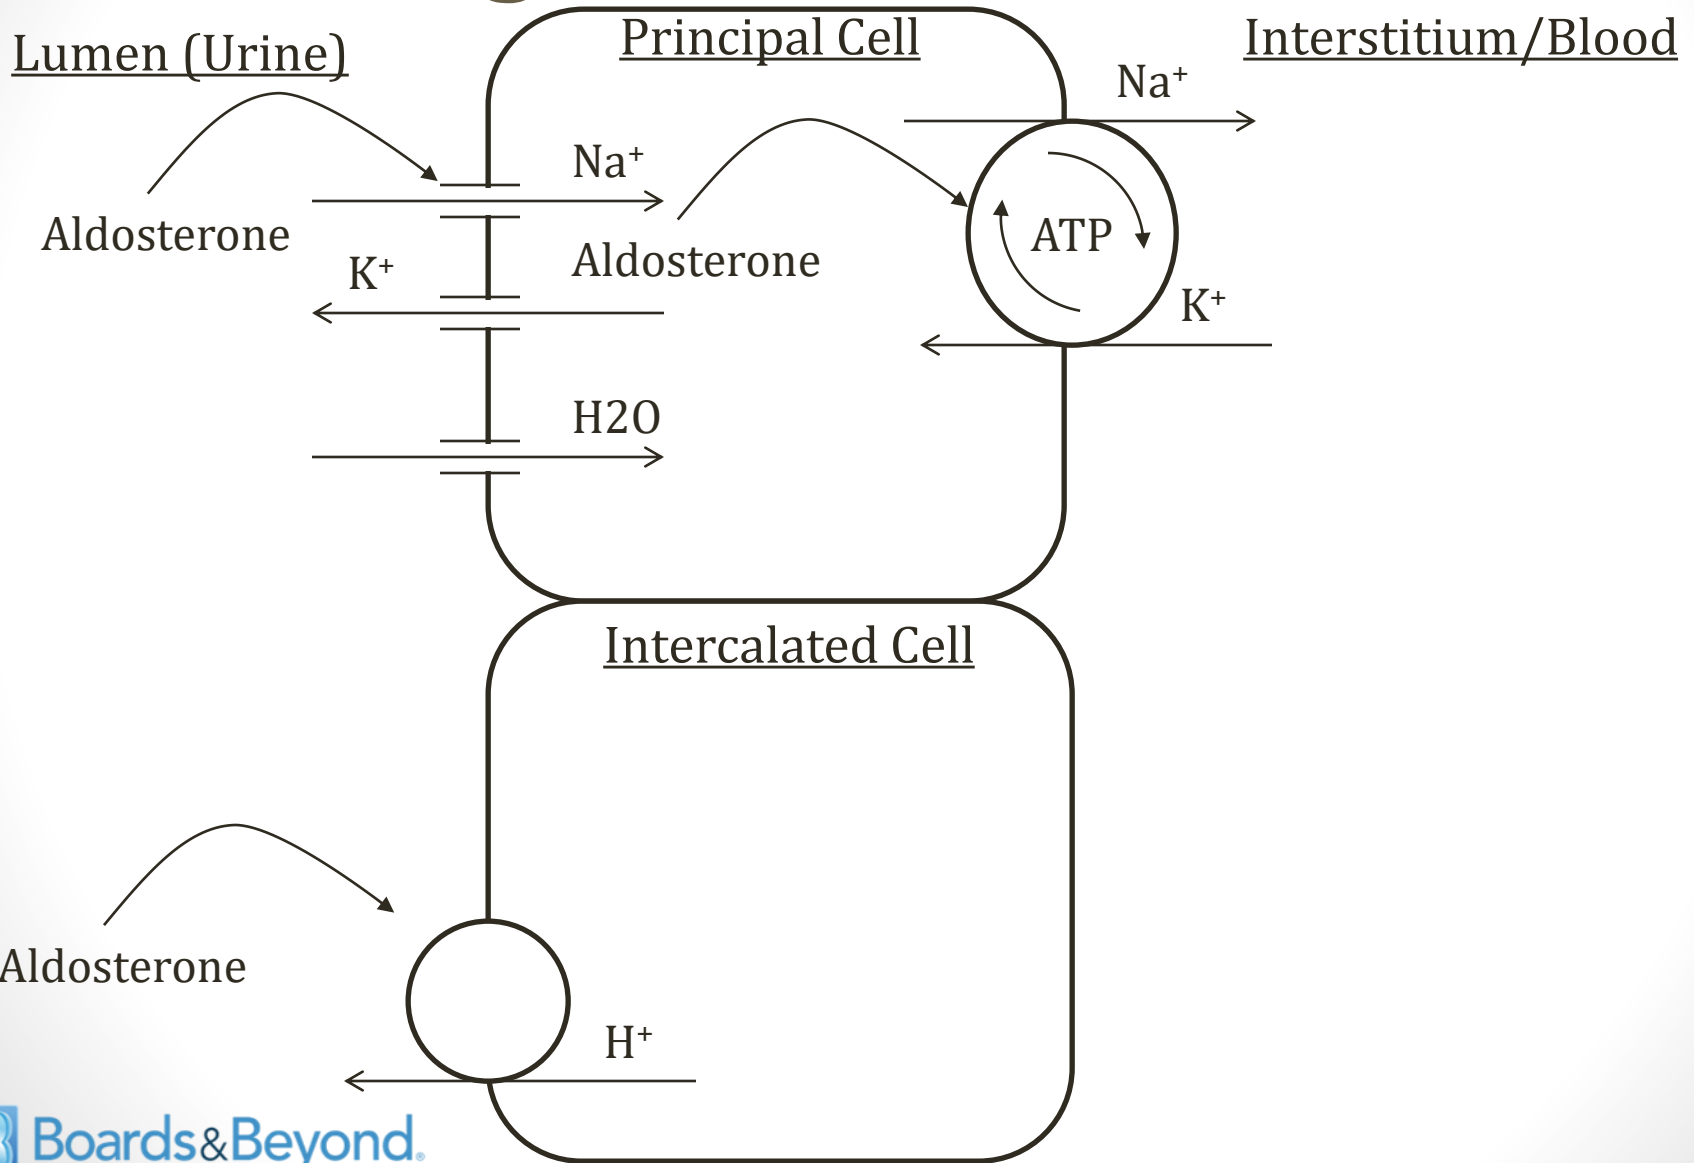 Lumen (Urine)
Principal Cell
Interstitium/Blood
Na⁺
Na⁺
Aldosterone
K⁺
Aldosterone
ATP
K⁺
H2O
Intercalated Cell
Aldosterone
H⁺
Boards&Beyond.